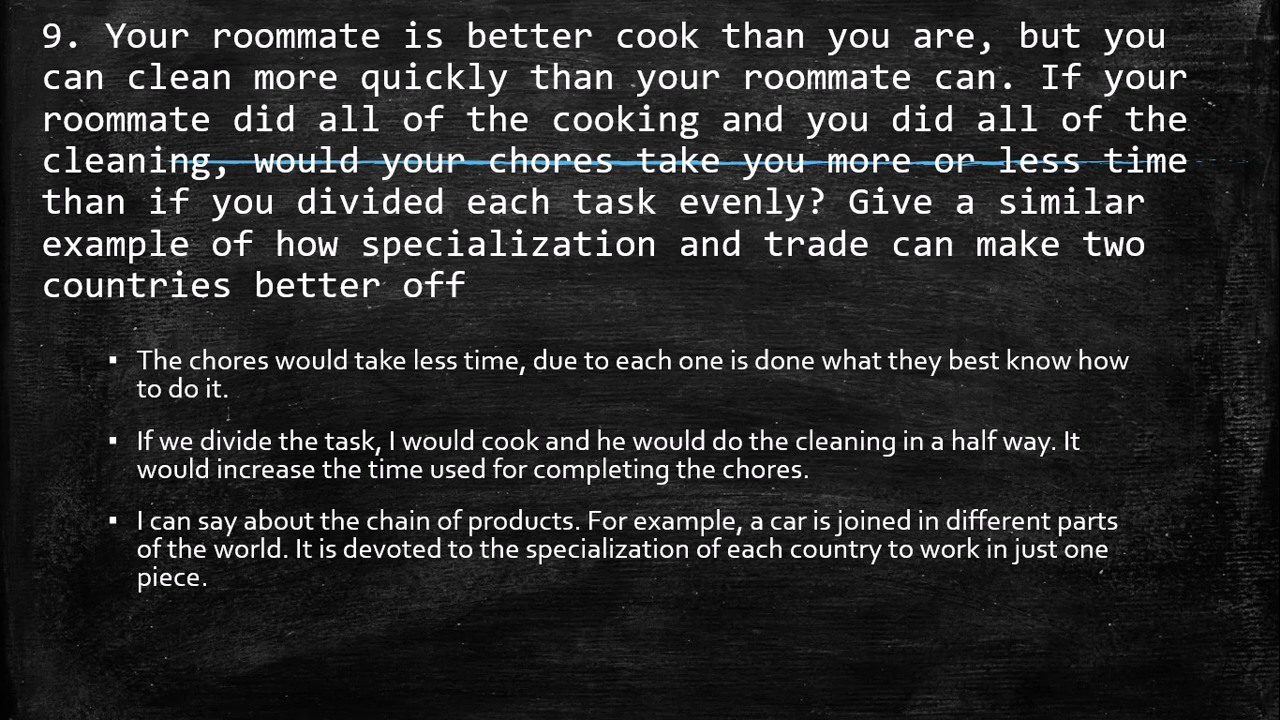 9. Your roommate is better cook than you are, but you
can clean more quickly than your roommate can. If your
roommate did all of the cooking and you did all of the
cleaning, would your chores take you more or less time
than if you divided each task evenly? Give a similar
example of how specialization and trade can make two
countries better off
▪ The chores would take less time, due to each one is done what they best know how
to do it.
▪ If we divide the task, I would cook and he would do the cleaning in a half way. It
would increase the time used for completing the chores.
▪ I can say about the chain of products. For example, a car is joined in different parts
of the world. It is devoted to the specialization of each country to work in just one
piece.